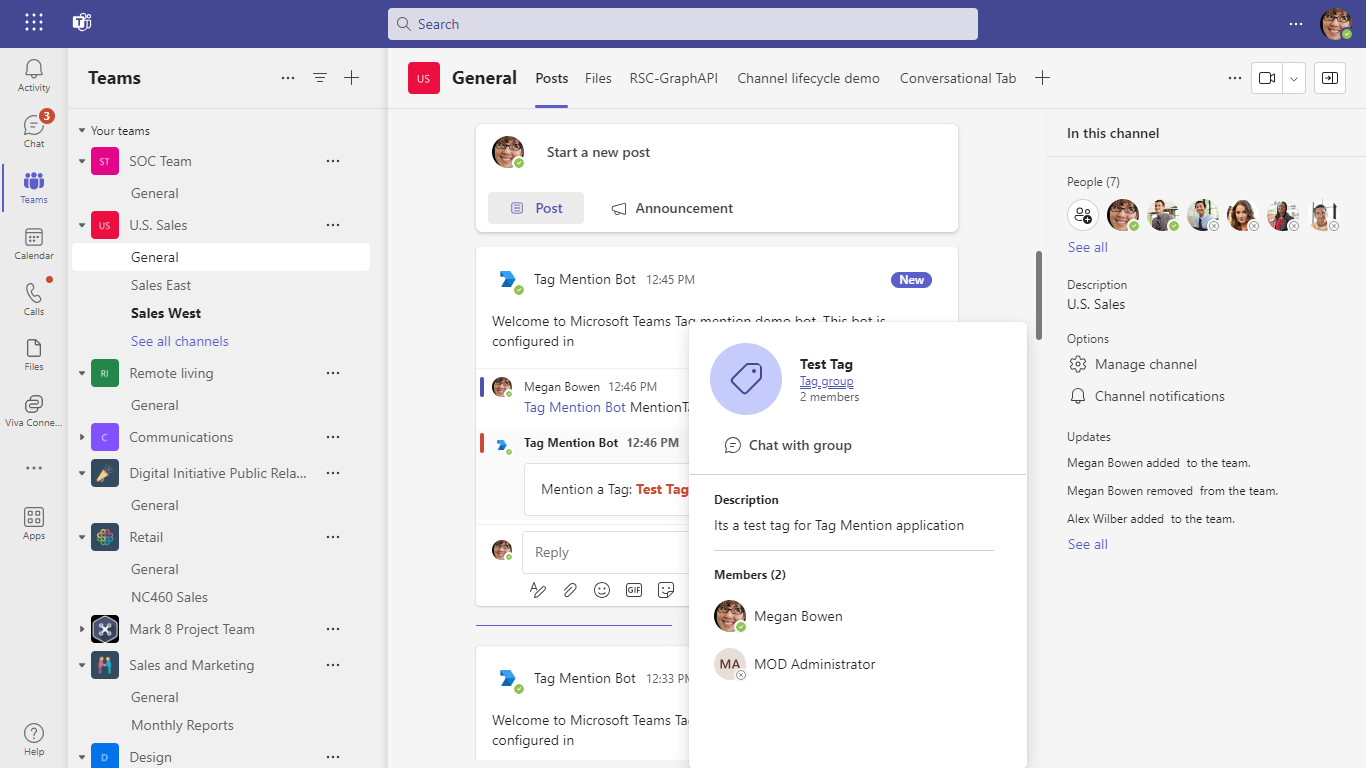 Search
Activity
Chat
3
Teams
Calendar
Calls
Files
Viva Conne...
Apps
Help
Teams
Your teams
ST
SOC Team
General
US
U.S. Sales
General
Sales East
Sales West
See all channels
RI
Remote living
General
C
Communications
Digital Initiative Public Rela...
General
Retail
General
NC460 Sales
Mark 8 Project Team
Sales and Marketing
General
Monthly Reports
D
Design
US
General
Posts
Files
RSC-GraphAPI
Channel lifecycle demo
Conversational Tab
Start a new post
Post
Announcement
Tag Mention Bot 12:45 PM
New
Welcome to Microsoft Teams Tag mention demo bot. This bot is
configured in
Megan Bowen 12:46 PM
Tag Mention Bot MentionTa
Tag Mention Bot 12:46 PM
Mention a Tag: Test Tag
Reply
GIF
Tag Mention Bot 12:33 PM
Welcome to Microsoft Teams Tag
configured in
Test Tag
Tag group
2 members
Chat with group
Description
Its a test tag for Tag Mention application
Members (2)
Megan Bowen
MA
MOD Administrator
In this channel
People (7)
See all
Description
U.S. Sales
Options
Manage channel
Channel notifications
Updates
Megan Bowen added to the team.
Megan Bowen removed from the team.
Alex Wilber added to the team.
See all